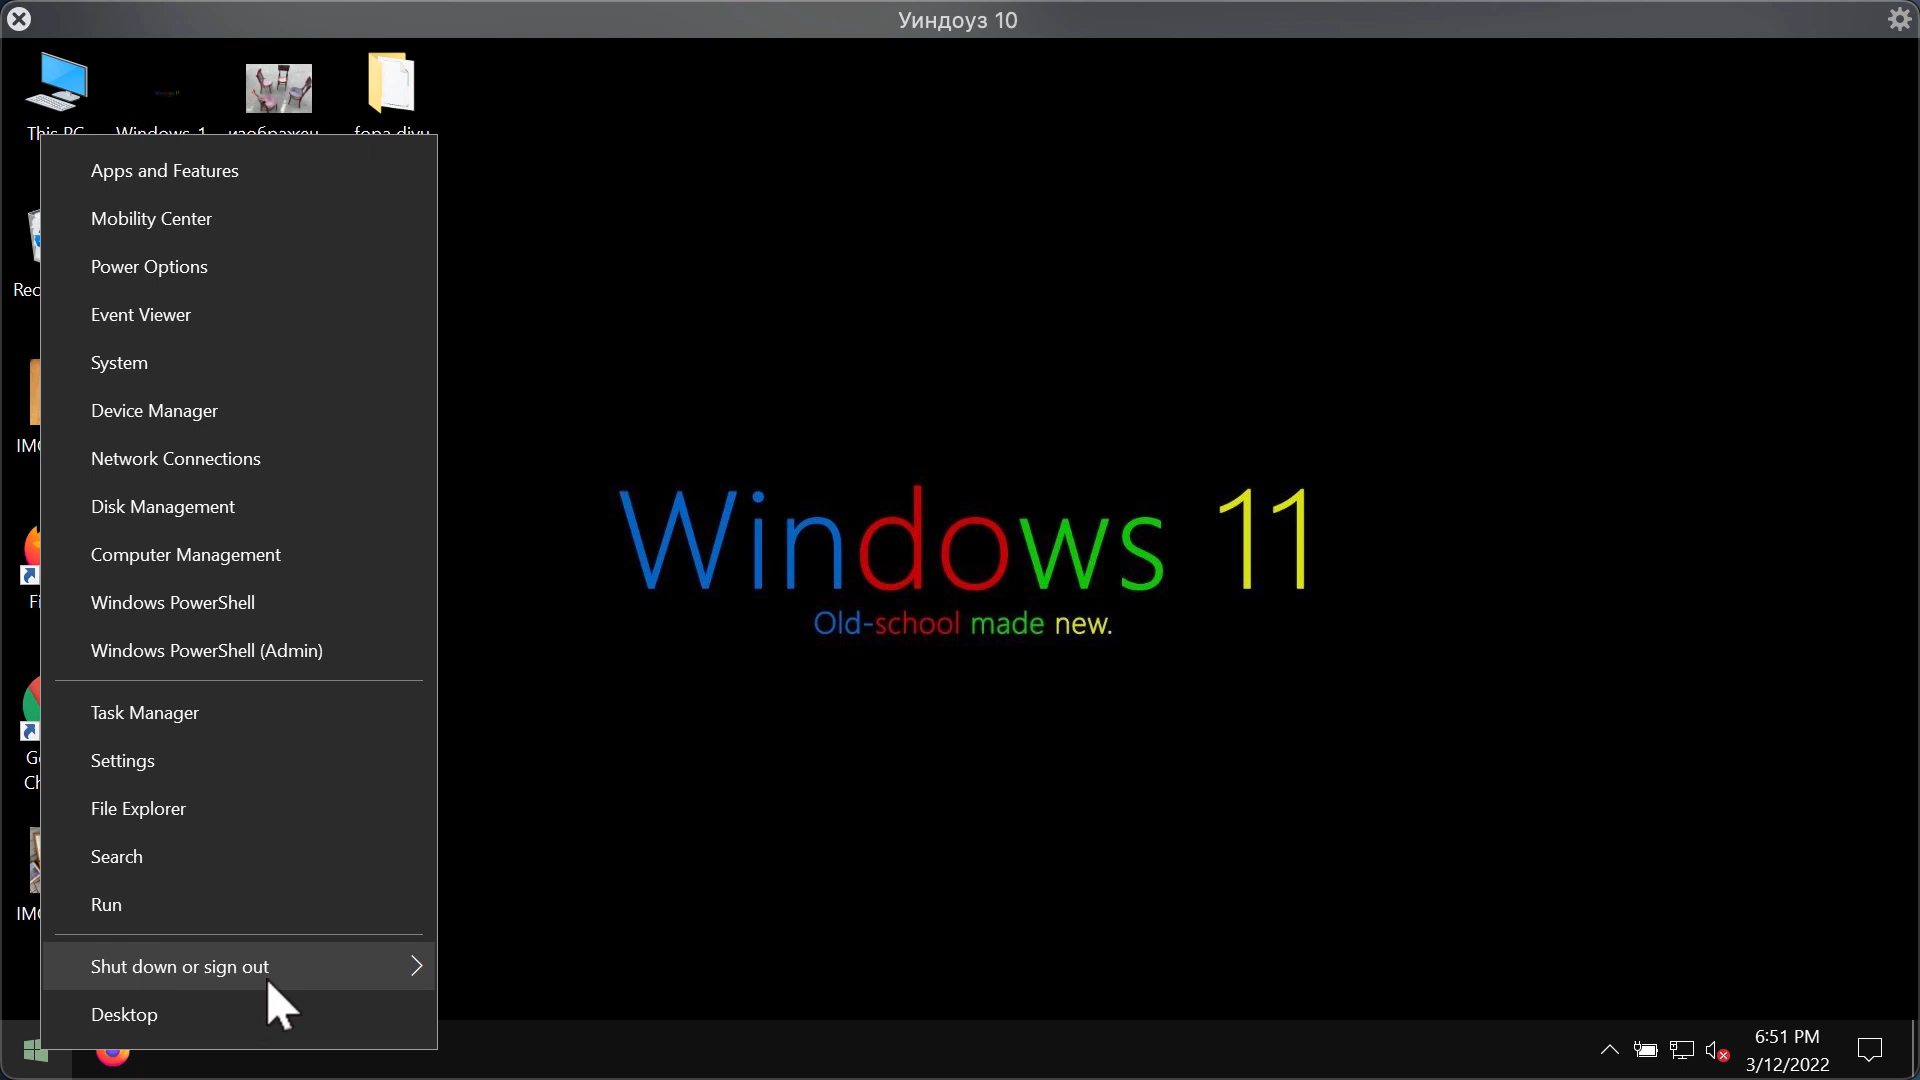 Уиндоуз 10
Apps and Features
Mobility Center
Power Options
Event Viewer
System
Device Manager
Network Connections
Disk Management
Computer Management
Windows PowerShell
Windows PowerShell (Admin)
Task Manager
Settings
File Explorer
Search
Run
Shut down or sign out
Desktop
Windows 11
Old-school made new.
6:51 PM
3/12/2022